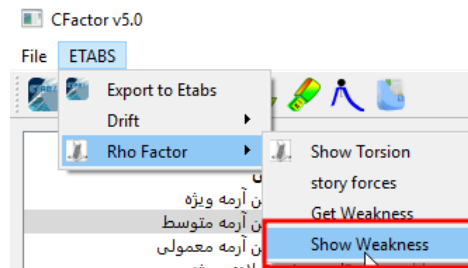 CFactor v5.0
File ETABS
Export to Etabs
Drift
Rho Factor
Show Torsion
story forces
Get Weakness
Show Weakness
ن آرمه ویژه
ن آرمه متوسط
ن آرمه معمولی